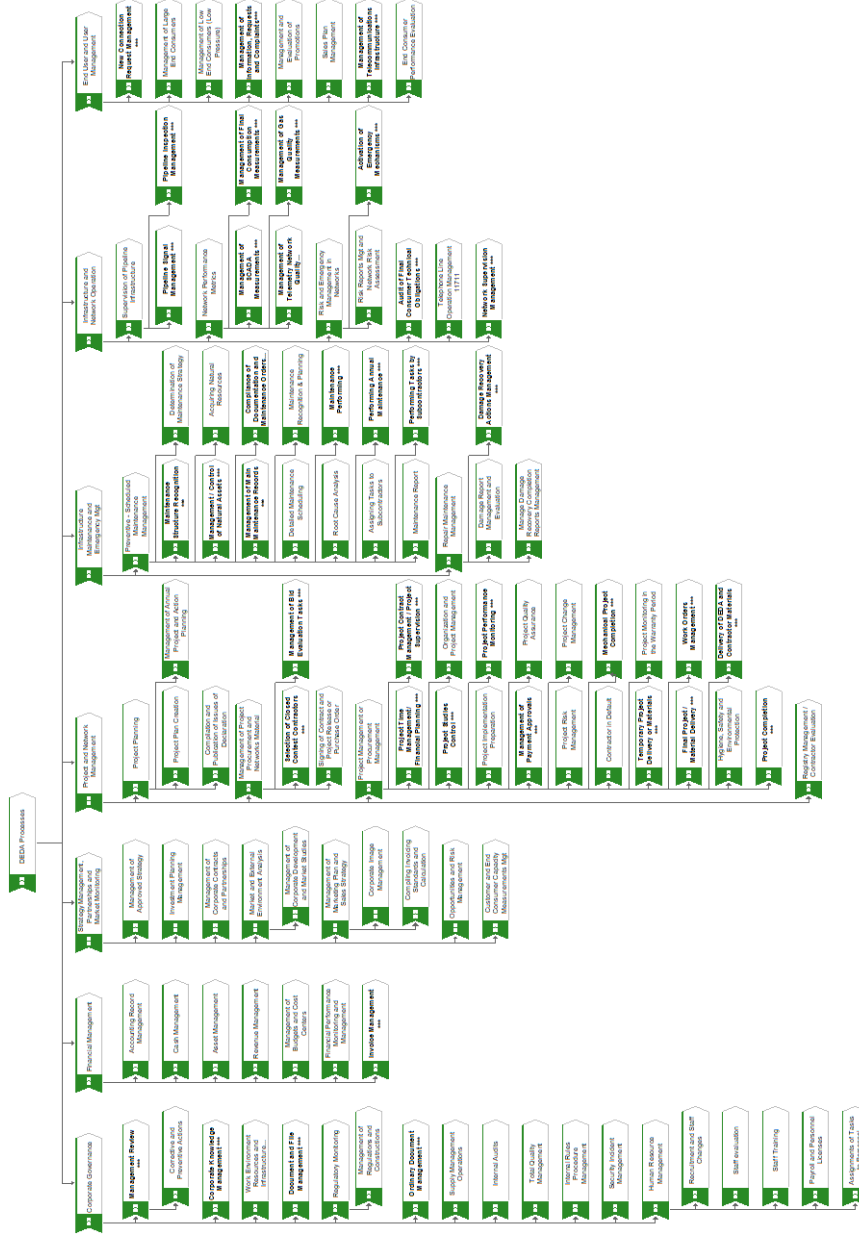 DEDA Processes
Corporate Governance
Management Review
***
Corrective and
Preventive Actions
Corporate Knowledge
Management ***
Work Environment
Resources and
Infrastructure...
Document and File
Management ***
Regulatory Monitoring
Management of
Regulations and
Constructions
Ordinary Document
Management ***
Supply Management
Operations
Internal Audits
Total Quality
Management
Internal Rules
Procedure
Management
Security Incident
Management
Human Resource
Management
Recruitment and Staff
Changes
Staff evaluation
Staff Training
Payroll and Personnel
Licenses
Assignments of Tasks
Financial Management
Accounting Record
Management
Cash Management
Asset Management
Revenue Management
Management of
Budgets and Cost
Centers
Financial Performance
Monitoring and
Management
Invoice Management
***
Strategy Management,
Partnerships and
Market Monitoring
Management of
Approved Strategy
Investment Planning
Management
Management of
Corporate Contracts
and Partnerships
Market and External
Environment Analysis
Management of
Corporate Development
and Market Studies
Management of
Marketing Plan and
Sales Strategy
Corporate Image
Management
Compiling Invoicing
Standards and
Calculation
Opportunities and Risk
Management
Customer and End
Consumer Capacity
Measurements Mgt
Project and Network
Management
Project Planning
Project Plan Creation
Management of Annual
Project and Action
Planning
Compilation and
Publication of Issues of
Declaration
Management of Project
Procurement and
Networks Material
Selection of Closed
Contest Contractors
***
Management of Bid
Evaluation Tasks ***
Signing of Contract and
Project Release or
Purchase Order
Project Management or
Procurement
Management
Project Time
Management /
Financial Planning ***
Project Contract
Management / Project
Supervision ***
Project Studies
Control ***
Organization and
Project Management
Project Implementation
Preparation
Project Performance
Monitoring ***
Management of
Payment Approvals
***
Project Quality
Assurance
Project Risk
Management
Project Change
Management
Contractor in Default
Mechanical Project
Completion ***
Temporary Project
Delivery or Materials
***
Project Monitoring in
the Warranty Period
Final Project /
Material Delivery ***
Work Orders
Management ***
Hygiene, Safety and
Environmental
Protection
Delivery of DEDA and
Contractor Materials
***
Project Completion ***
Registry Management /
Contractor Evaluation
Infrastructure
Maintenance and
Emergency Mgt
Preventive - Scheduled
Maintenance
Management
Maintenance
Structure Recognition
***
Determination of
Maintenance Strategy
Management / Control
of Natural Assets ***
Acquiring Natural
Resources
Management of Main
Maintenance Records
***
Compliance of
Documentation and
Maintenance Orders...
Detailed Maintenance
Scheduling
Maintenance
Recognition & Planning
Root Cause Analysis
Maintenance
Performing ***
Assigning Tasks to
Subcontractors
Performing Annual
Maintenance ***
Maintenance Report
Performing Tasks by
Subcontractors ***
Repair Maintenance
Management
Damage Report
Management and
Evaluation
Damage Recovery
Actions Management
***
Manage Damage
Recovery Completion
Reports Management
Infrastructure and
Network Operation
Supervision of Pipeline
Infrastructure
Pipeline Signal
Management ***
Pipeline Inspection
Management ***
Network Performance
Metrics
Management of
SCADA
Measurements ***
Management of Final
Consumption
Measurements ***
Management of
Telemetry Network
Quality...
Management of Gas
Quality
Measurements ***
Risk and Emergency
Management in
Networks
Risk Reports Mgt and
Network Risk
Assessment
Activation of
Emergency
Mechanisms ***
Audit of Final
Consumer Technical
Obligations ***
Telephone Line
Operation Management
11711
Network Supervision
Management ***
End User and User
Management
New Connection
Request Management
***
Management of Large
End Consumers
Management of Low
End Consumers (Low
Pressure)
Management of
Information, Requests
and Complaints***
Management and
Evaluation of
Promotions
Sales Plan
Management
Management of
Telecommunications
Infrastructure ***
End Consumer
Performance Evaluation